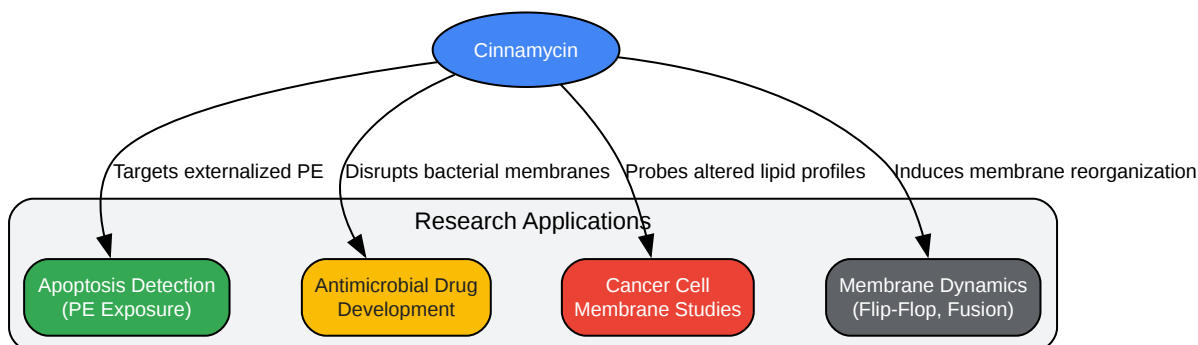 Cinnamycin
Targets externalized PE
Disrupts bacterial membranes
Probes altered lipid profiles
Induces membrane reorganization
Research Applications
Apoptosis Detection
(PE Exposure)
Antimicrobial Drug
Development
Cancer Cell
Membrane Studies
Membrane Dynamics
(Flip-Flop, Fusion)